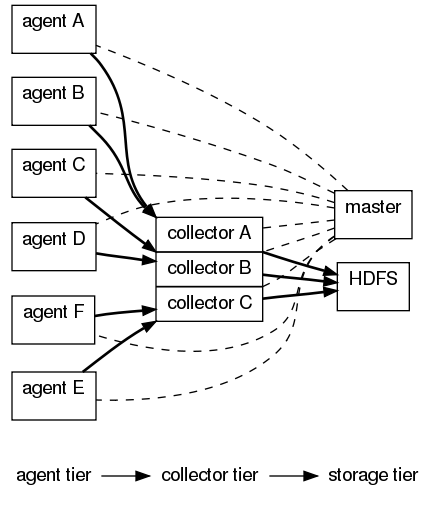 agent A
agent B
agent C
agent D
agent F
agent E
collector A
collector B
collector C
master
HDFS
agent tier collector tier storage tier